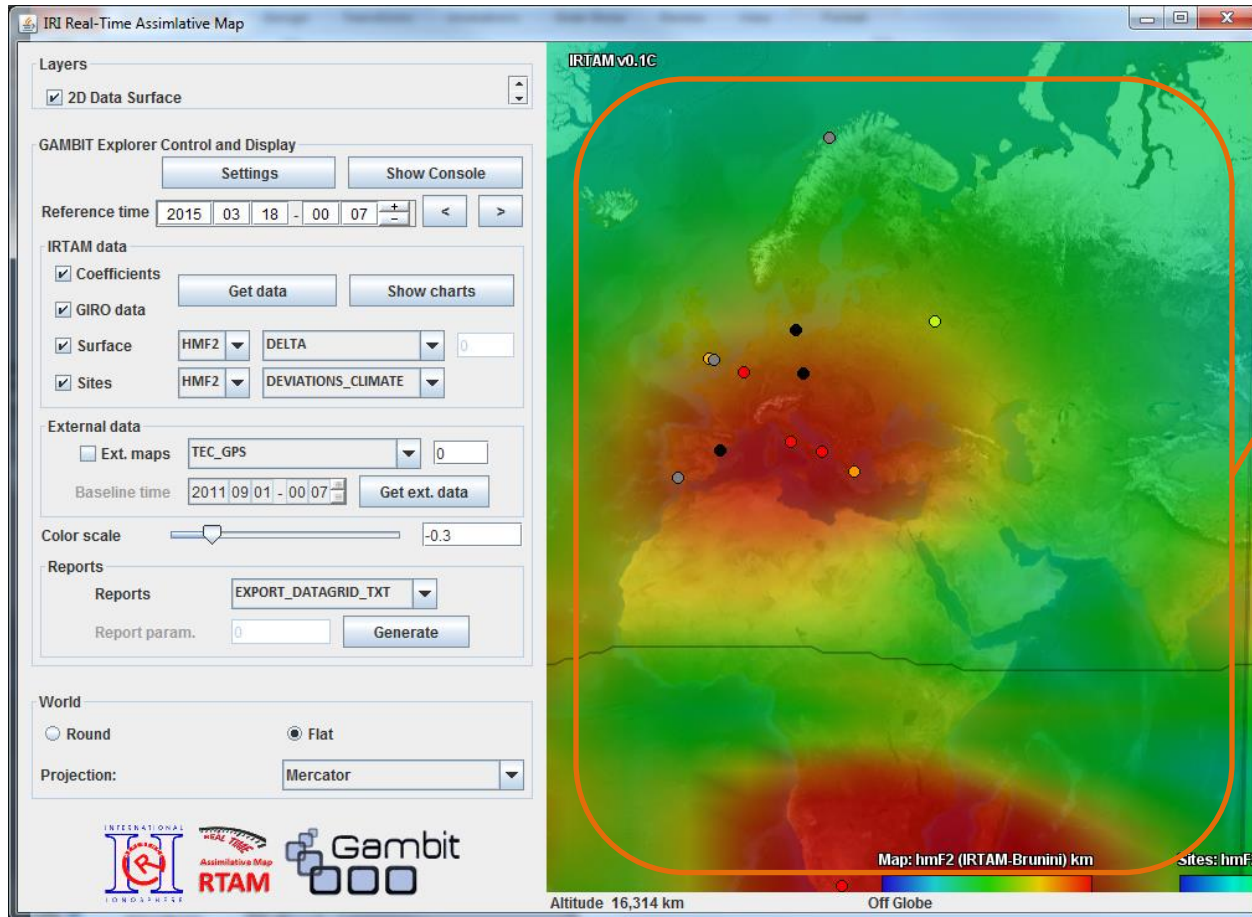 IRI Real-Time Assimlative Map
Layers
2D Data Surface
GAMBIT Explorer Control and Display
Settings
Show Console
Reference time 2015 03 18 - 00 07 + - < >
IRTAM data
Coefficients
Get data
Show charts
GIRO data
Surface HMF2 DELTA 0
Sites HMF2 DEVIATIONS_CLIMATE
External data
Ext. maps TEC_GPS 0
Baseline time 2011 09 01 - 00 07 Get ext. data
Color scale -0.3
Reports
Reports EXPORT_DATAGRID_TXT
Report param. 0 Generate
World
Round
Flat
Projection: Mercator
INTERNATIONAL
IRI
IONOSPHERE
REAL TIME
Assimilative Map
RTAM
Gambit
IRTAM v0.1C
Map: hmF2 (IRTAM-Brunini) km
Sites: hmF
Altitude 16,314 km
Off Globe